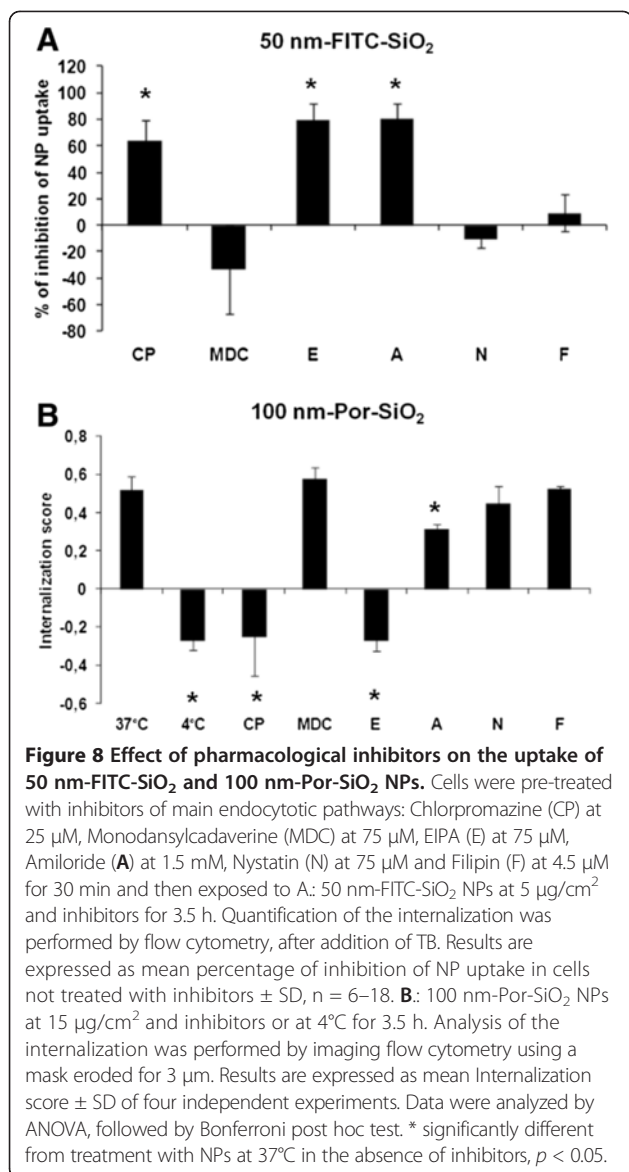 A
50 nm-FITC-SiO₂
% of inhibition of NP uptake
120
100
80
60
40
20
0
-20
-40
-60
-80
*
*
*
CP MDC E A N F
B
100 nm-Por-SiO₂
Internalization score
0,8
0,6
0,4
0,2
0
-0,2
-0,4
-0,6
*
*
*
*
37°C 4°C CP MDC E A N F
Figure 8 Effect of pharmacological inhibitors on the uptake of
50 nm-FITC-SiO₂ and 100 nm-Por-SiO₂ NPs. Cells were pre-treated
with inhibitors of main endocytotic pathways: Chlorpromazine (CP) at
25 μM, Monodansylcadaverine (MDC) at 75 μM, EIPA (E) at 75 μM,
Amiloride (A) at 1.5 mM, Nystatin (N) at 75 μM and Filipin (F) at 4.5 μM
for 30 min and then exposed to A.: 50 nm-FITC-SiO₂ NPs at 5 μg/cm²
and inhibitors for 3.5 h. Quantification of the internalization was
performed by flow cytometry, after addition of TB. Results are
expressed as mean percentage of inhibition of NP uptake in cells
not treated with inhibitors ± SD, n = 6–18. B.: 100 nm-Por-SiO₂ NPs
at 15 μg/cm² and inhibitors or at 4°C for 3.5 h. Analysis of the
internalization was performed by imaging flow cytometry using a
mask eroded for 3 μm. Results are expressed as mean Internalization
score ± SD of four independent experiments. Data were analyzed by
ANOVA, followed by Bonferroni post hoc test. * significantly different
from treatment with NPs at 37°C in the absence of inhibitors, p < 0.05.